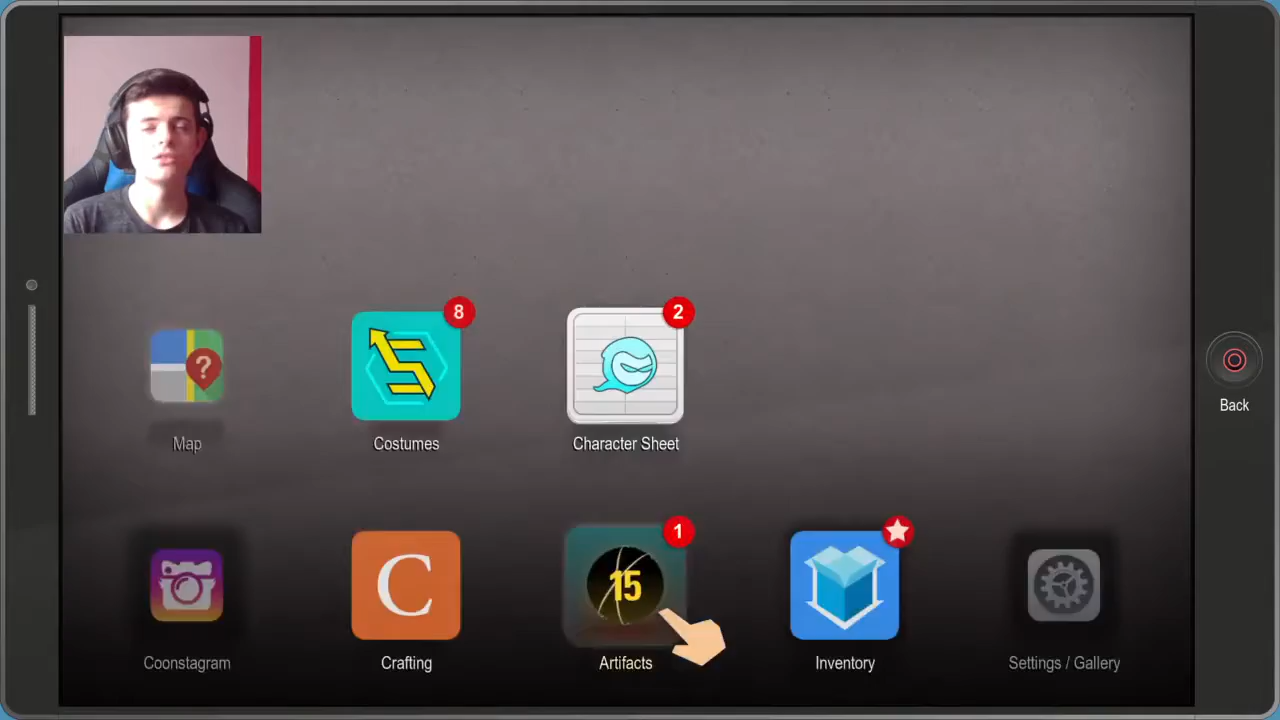 8
2
Map
Costumes
Character Sheet
Back
1
C
15
Coonstagram
Crafting
Artifacts
Inventory
Settings / Gallery